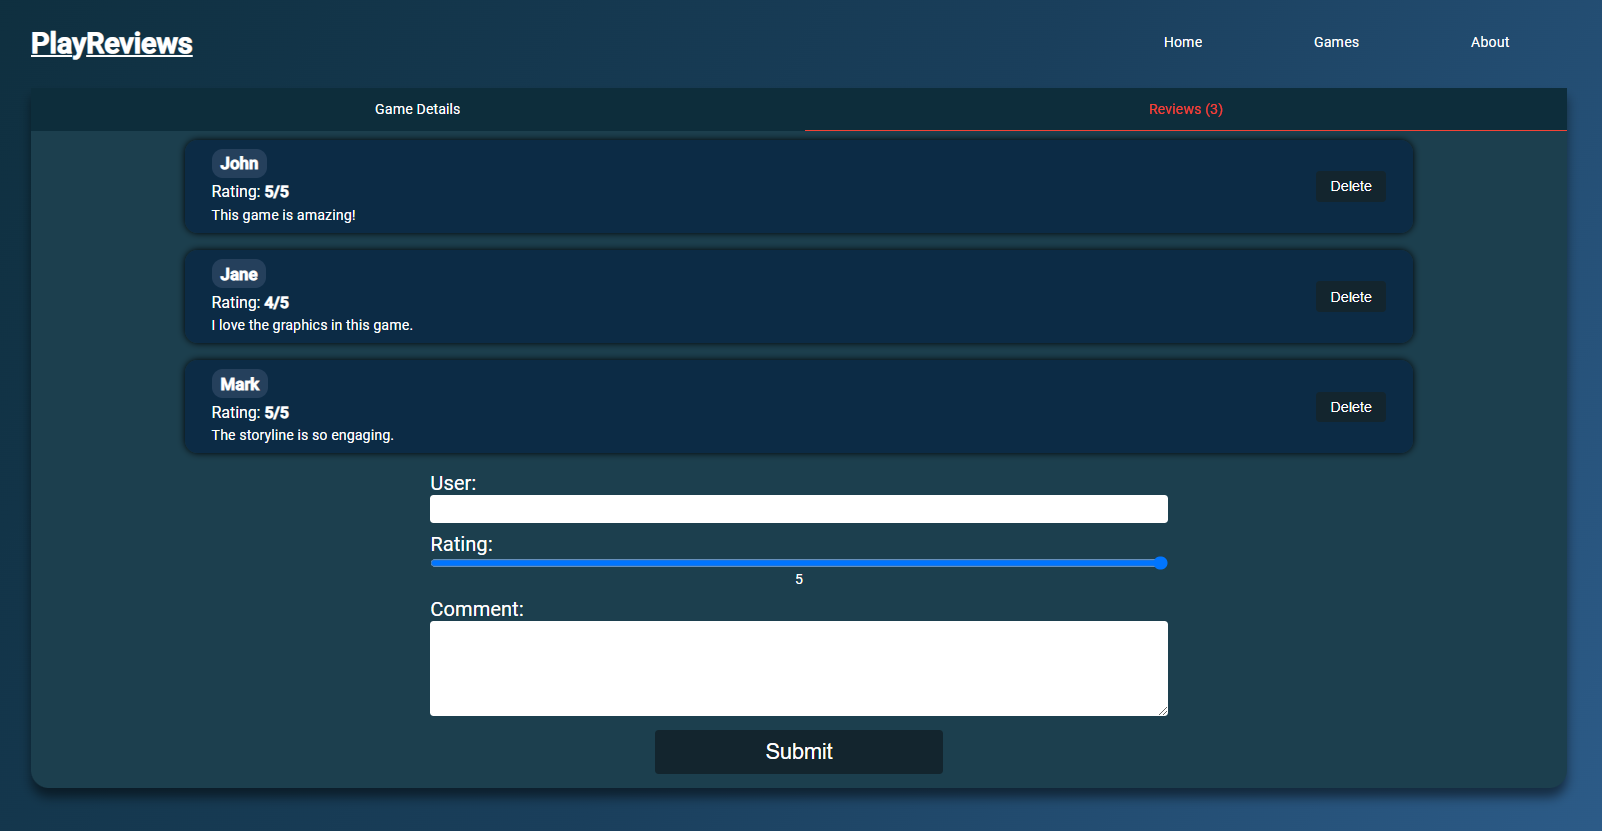 PlayReviews
Home Games About
Game Details Reviews (3)
John
Rating: 5/5
This game is amazing!
Delete
Jane
Rating: 4/5
I love the graphics in this game.
Delete
Mark
Rating: 5/5
The storyline is so engaging.
Delete
User:
Rating:
5
Comment:
Submit